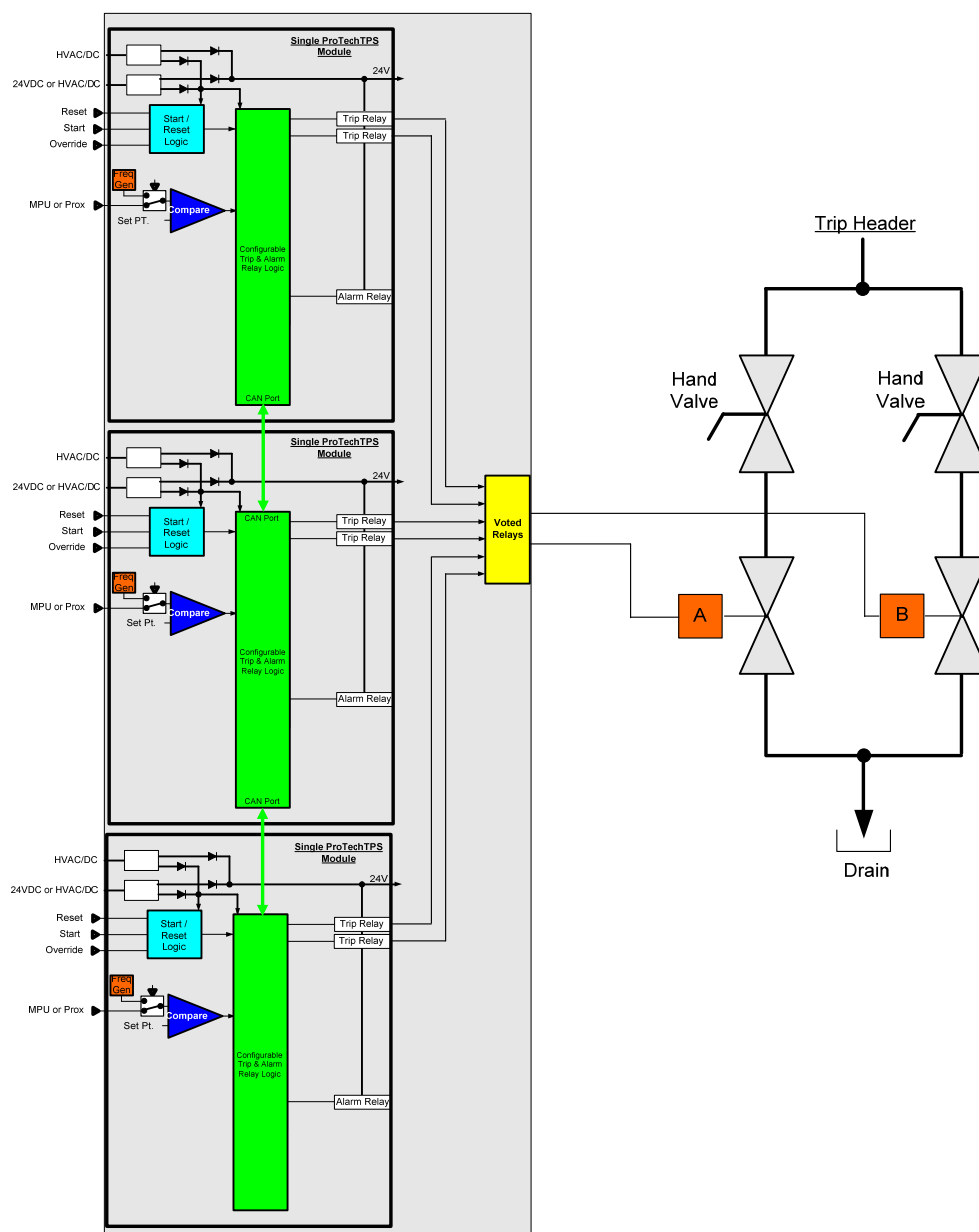 Single ProTechTPS
Module
HVAC/DC
24V
24VDC or HVAC/DC
Reset
Start
Override
Start /
Reset
Logic
Trip Relay
Trip Relay
Freq
Gen
MPU or Prox
Compare
Set PT.
Configurable
Trip & Alarm
Relay Logic
Alarm Relay
CAN Port
Single ProTechTPS
Module
HVAC/DC
24V
24VDC or HVAC/DC
Reset
Start
Override
Start /
Reset
Logic
CAN Port
Trip Relay
Trip Relay
Freq
Gen
MPU or Prox
Compare
Set Pt.
Configurable
Trip & Alarm
Relay Logic
Alarm Relay
CAN Port
Single ProTechTPS
Module
HVAC/DC
24V
24VDC or HVAC/DC
Reset
Start
Override
Start /
Reset
Logic
Trip Relay
Trip Relay
Freq
Gen
MPU or Prox
Compare
Set Pt.
Configurable
Trip & Alarm
Relay Logic
Alarm Relay
Voted
Relays
Trip Header
Hand
Valve
Hand
Valve
A
B
Drain